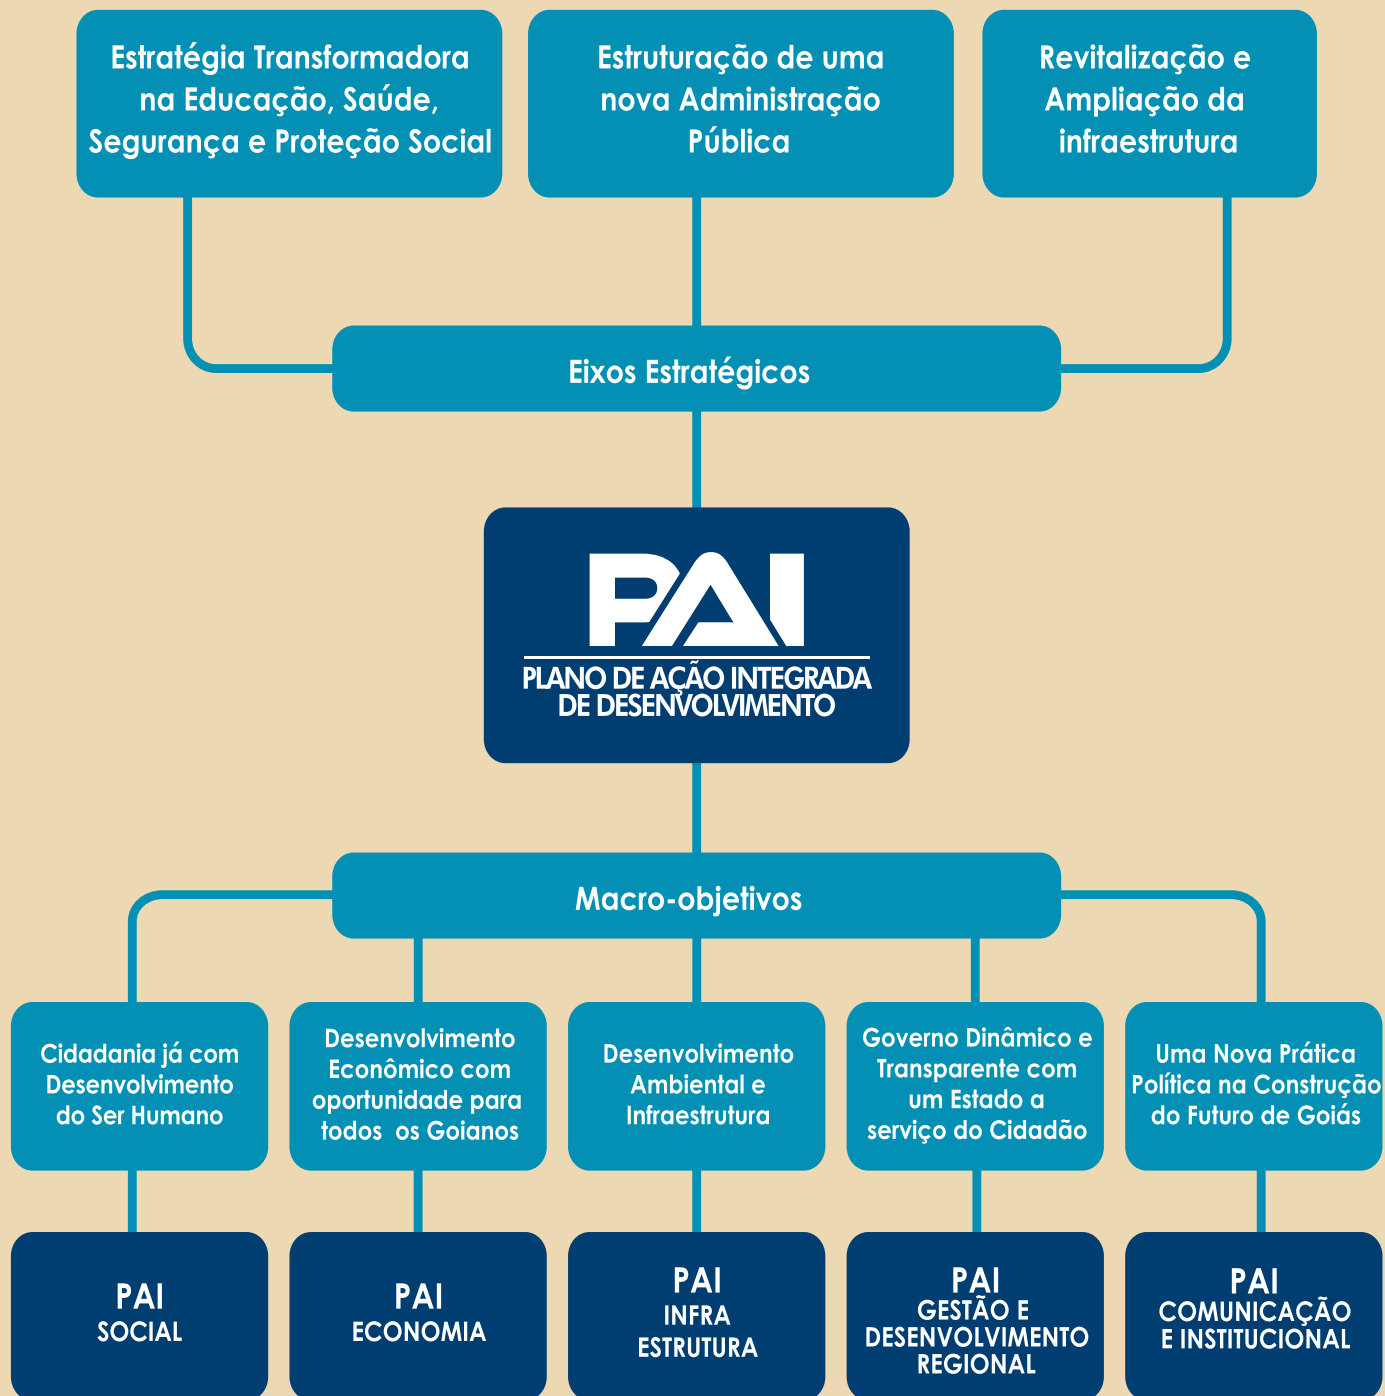 Estratégia Transformadora
na Educação, Saúde,
Segurança e Proteção Social
Estruturação de uma
nova Administração
Pública
Revitalização e
Ampliação da
infraestrutura
Eixos Estratégicos
PAI
PLANO DE AÇÃO INTEGRADA
DE DESENVOLVIMENTO
Macro-objetivos
Cidadania já com
Desenvolvimento
do Ser Humano
Desenvolvimento
Econômico com
oportunidade para
todos os Goianos
Desenvolvimento
Ambiental e
Infraestrutura
Governo Dinâmico e
Transparente com
um Estado a
serviço do Cidadão
Uma Nova Prática
Política na Construção
do Futuro de Goiás
PAI
SOCIAL
PAI
ECONOMIA
PAI
INFRA
ESTRUTURA
PAI
GESTÃO E
DESENVOLVIMENTO
REGIONAL
PAI
COMUNICAÇÃO
E INSTITUCIONAL